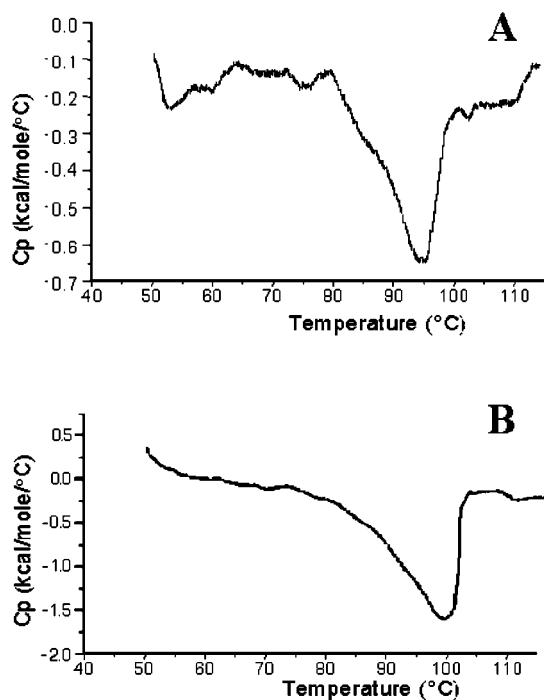 A
0.0
-0.1
-0.2
-0.3
-0.4
-0.5
-0.6
-0.7
Cp (kcal/mole/°C)
40 50 60 70 80 90 100 110
Temperature (°C)
B
0.5
0.0
-0.5
-1.0
-1.5
-2.0
Cp (kcal/mole/°C)
40 50 60 70 80 90 100 110
Temperature (°C)